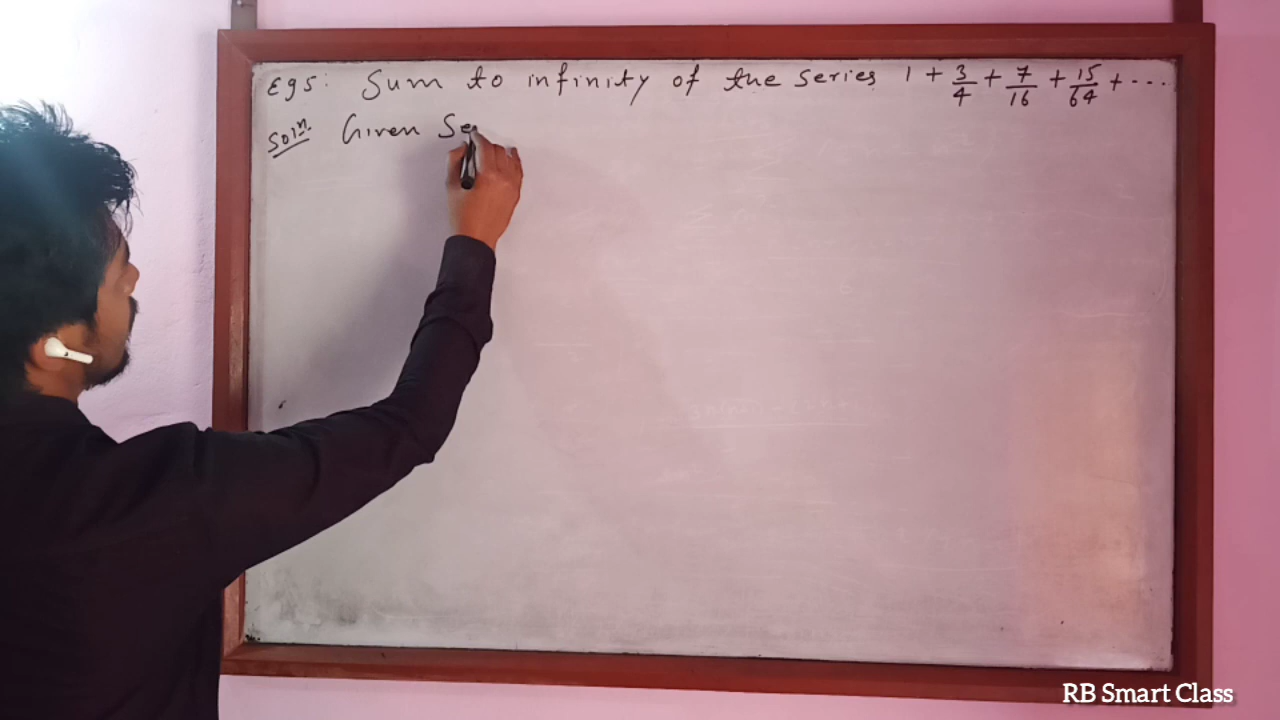 Eg5: Sum to infinity of the series 1 + 3/4 + 7/16 + 15/64 + ...
Solⁿ. Given Se
RB Smart Class